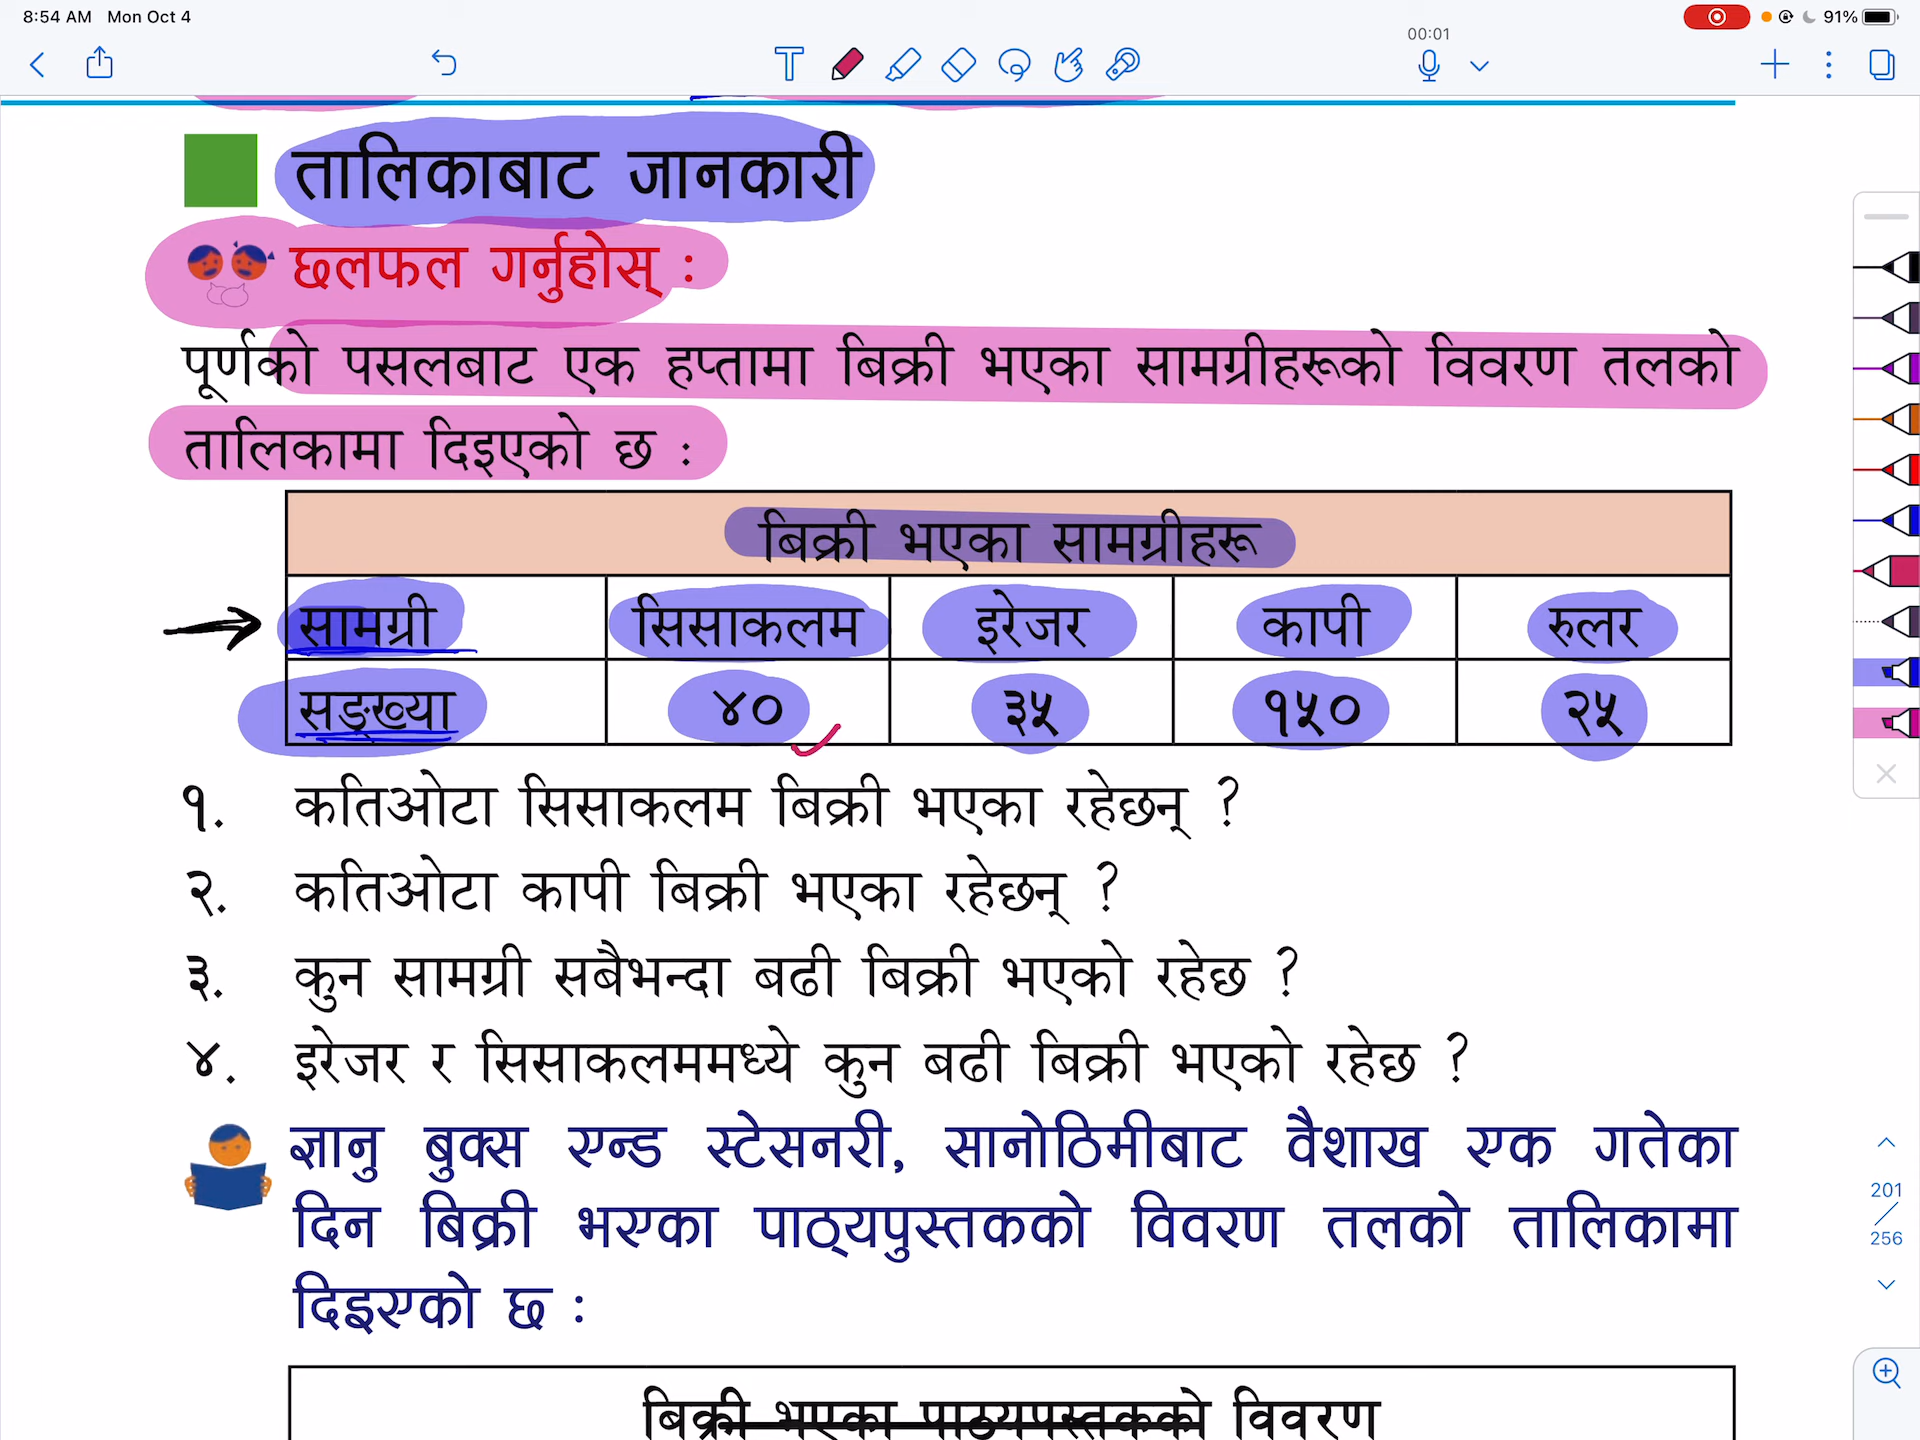 8:54 AM Mon Oct 4
91%
00:01
तालिकाबाट जानकारी
छलफल गर्नुहोस् :
पूर्णको पसलबाट एक हप्तामा बिक्री भएका सामग्रीहरूको विवरण तलको
तालिकामा दिइएको छ :
बिक्री भएका सामग्रीहरू
सामग्री सिसाकलम इरेजर कापी रुलर
सङ्ख्या ४० ३५ १५० २५
१. कतिओटा सिसाकलम बिक्री भएका रहेछन् ?
२. कतिओटा कापी बिक्री भएका रहेछन् ?
३. कुन सामग्री सबैभन्दा बढी बिक्री भएको रहेछ ?
४. इरेजर र सिसाकलममध्ये कुन बढी बिक्री भएको रहेछ ?
ज्ञानु बुक्स एन्ड स्टेसनरी, सानोठिमीबाट वैशाख एक गतेका
दिन बिक्री भएका पाठ्यपुस्तकको विवरण तलको तालिकामा
दिइएको छ :
201
256
बिक्री भएका पाठ्यपुस्तकको विवरण